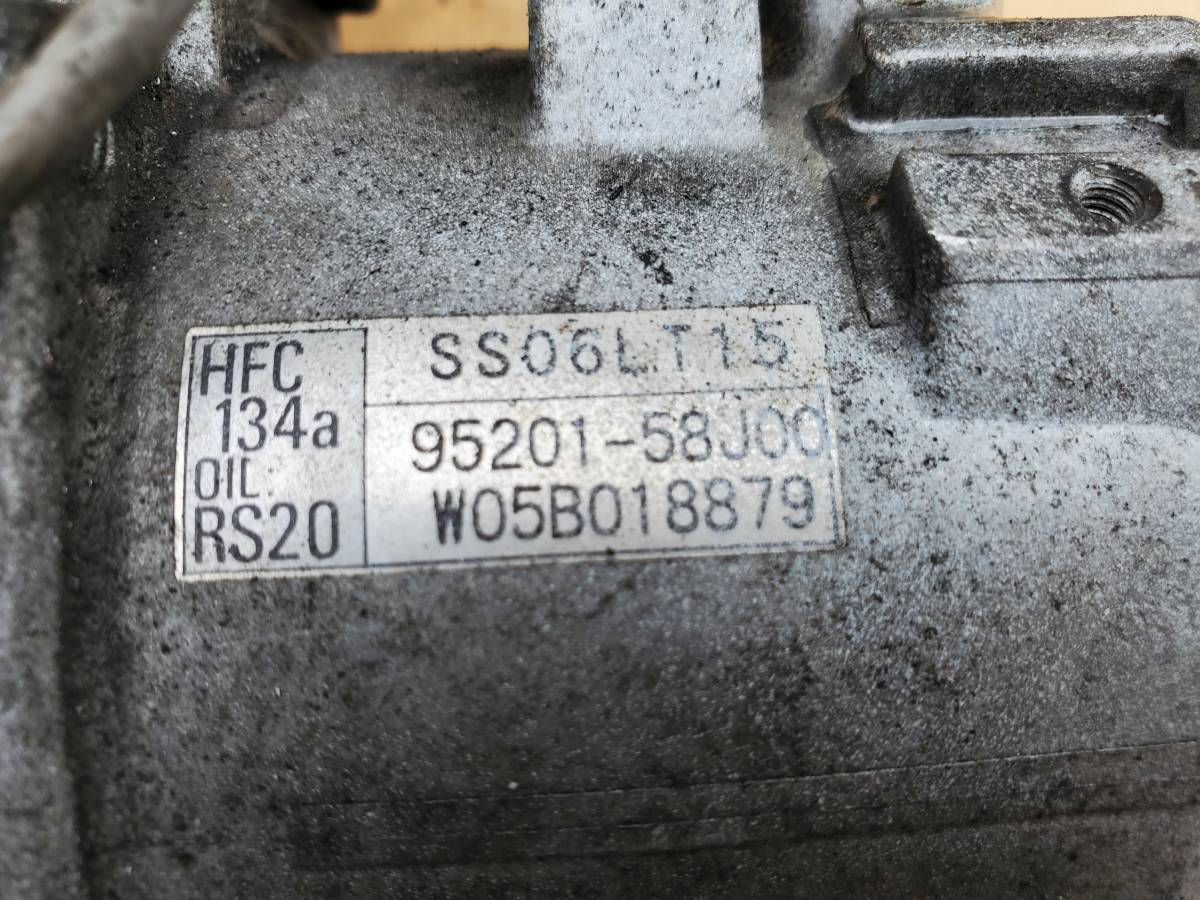 HFC
134a
OIL.
RS20
SS06LT15
95201-58J00
W05B018879